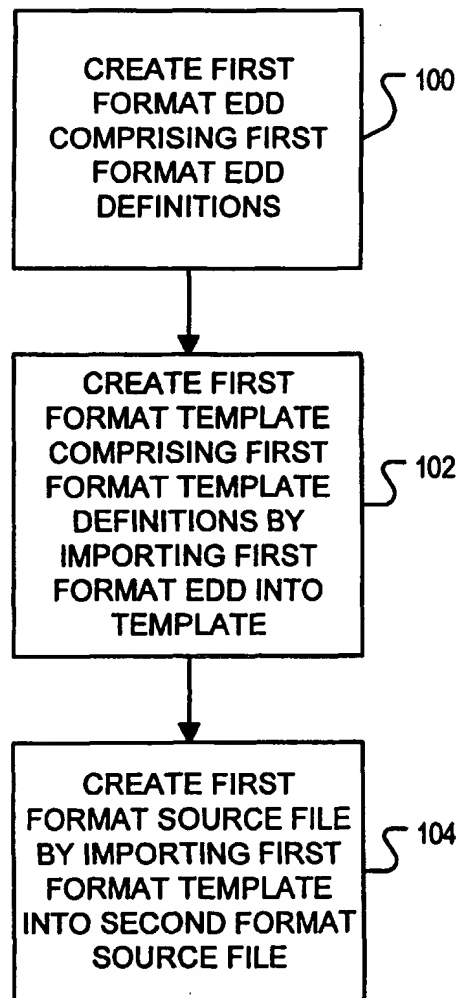 CREATE FIRST
FORMAT EDD
COMPRISING FIRST
FORMAT EDD
DEFINITIONS
100
CREATE FIRST
FORMAT TEMPLATE
COMPRISING FIRST
FORMAT TEMPLATE
DEFINITIONS BY
IMPORTING FIRST
FORMAT EDD INTO
TEMPLATE
102
CREATE FIRST
FORMAT SOURCE FILE
BY IMPORTING FIRST
FORMAT TEMPLATE
INTO SECOND FORMAT
SOURCE FILE
104